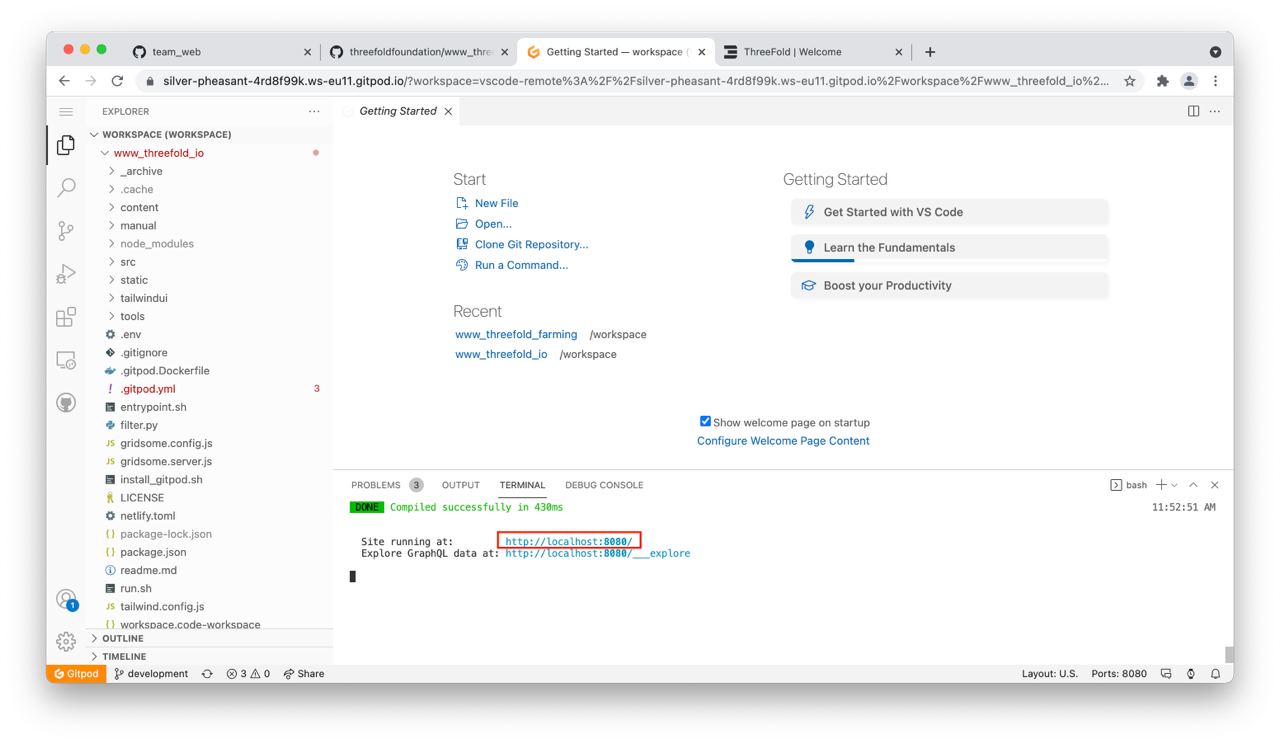 team_web
threefoldfoundation/www_thre
Getting Started — workspace (
ThreeFold | Welcome
silver-pheasant-4rd8f99k.ws-eu11.gitpod.io/?workspace=vscode-remote%3A%2F%2Fsilver-pheasant-4rd8f99k.ws-eu11.gitpod.io%2Fworkspace%2Fwww_threefold_io%2...
EXPLORER
Getting Started
WORKSPACE (WORKSPACE)
www_threefold_io
_archive
.cache
content
manual
node_modules
src
static
tailwindui
tools
.env
.gitignore
.gitpod.Dockerfile
.gitpod.yml 3
entrypoint.sh
filter.py
gridsome.config.js
gridsome.server.js
install_gitpod.sh
LICENSE
netlify.toml
package-lock.json
package.json
readme.md
run.sh
tailwind.config.js
workspace.code-workspace
OUTLINE
TIMELINE
Start
New File
Open...
Clone Git Repository...
Run a Command...
Recent
www_threefold_farming /workspace
www_threefold_io /workspace
Getting Started
Get Started with VS Code
Learn the Fundamentals
Boost your Productivity
Show welcome page on startup
Configure Welcome Page Content
PROBLEMS 3 OUTPUT TERMINAL DEBUG CONSOLE
bash
DONE Compiled successfully in 430ms 11:52:51 AM
Site running at: http://localhost:8080/
Explore GraphQL data at: http://localhost:8080/___explore
1
Gitpod development 3 0 Share
Layout: U.S. Ports: 8080